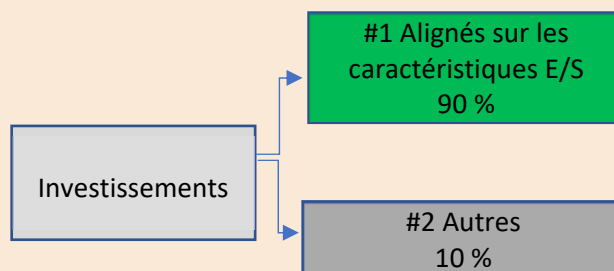 #1 Alignés sur les
caractéristiques E/S
90 %
Investissements
#2 Autres
10 %